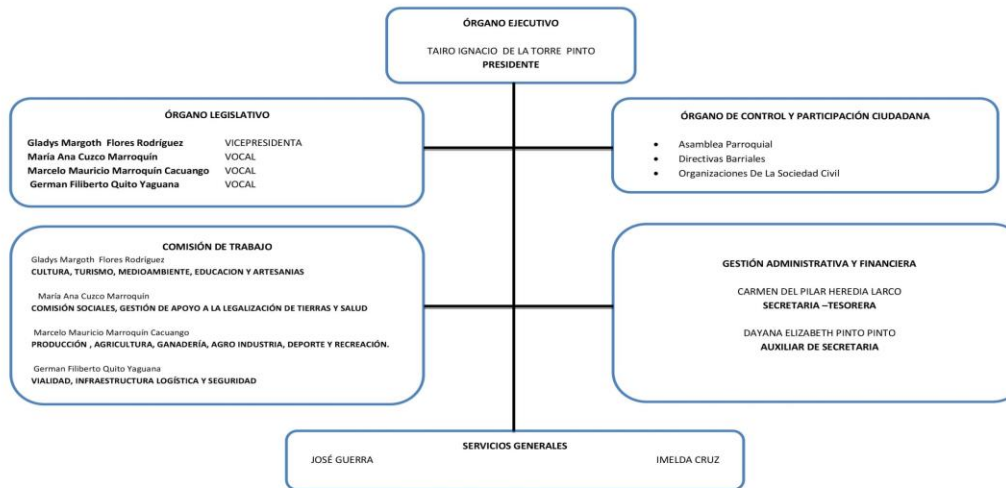 ÓRGANO EJECUTIVO
TAIRO IGNACIO DE LA TORRE PINTO
PRESIDENTE
ÓRGANO LEGISLATIVO
Gladys Margoth Flores Rodríguez VICEPRESIDENTA
María Ana Cuzco Marroquín VOCAL
Marcelo Mauricio Marroquín Cacuango VOCAL
German Filiberto Quito Yaguana VOCAL
ÓRGANO DE CONTROL Y PARTICIPACIÓN CIUDADANA
• Asamblea Parroquial
• Directivas Barriales
• Organizaciones De La Sociedad Civil
COMISIÓN DE TRABAJO
Gladys Margoth Flores Rodríguez
CULTURA, TURISMO, MEDIOAMBIENTE, EDUCACION Y ARTESANIAS
María Ana Cuzco Marroquín
COMISIÓN SOCIALES, GESTIÓN DE APOYO A LA LEGALIZACIÓN DE TIERRAS Y SALUD
Marcelo Mauricio Marroquín Cacuango
PRODUCCIÓN , AGRICULTURA, GANADERÍA, AGRO INDUSTRIA, DEPORTE Y RECREACIÓN.
German Filiberto Quito Yaguana
VIALIDAD, INFRAESTRUCTURA LOGÍSTICA Y SEGURIDAD
GESTIÓN ADMINISTRATIVA Y FINANCIERA
CARMEN DEL PILAR HEREDIA LARCO
SECRETARIA –TESORERA
DAYANA ELIZABETH PINTO PINTO
AUXILIAR DE SECRETARIA
SERVICIOS GENERALES
JOSÉ GUERRA IMELDA CRUZ